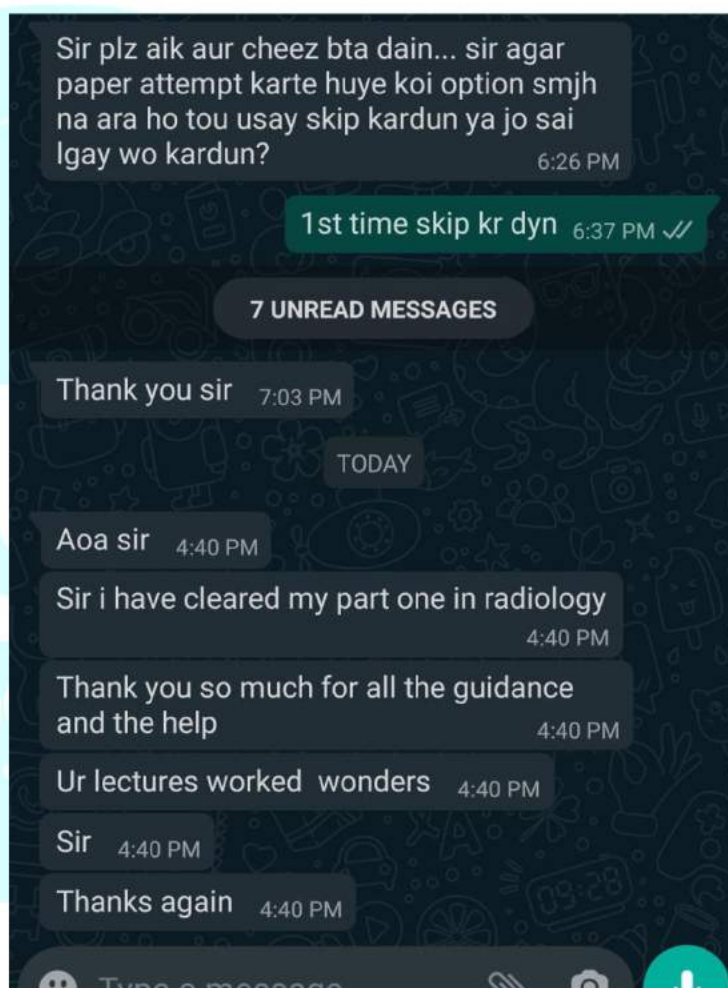 Sir plz aik aur cheez bta dain... sir agar
paper attempt karte huye koi option smjh
na ara ho tou usay skip kardun ya jo sai
lgay wo kardun?
6:26 PM
1st time skip kr dyn 6:37 PM
7 UNREAD MESSAGES
Thank you sir 7:03 PM
TODAY
Aoa sir 4:40 PM
Sir i have cleared my part one in radiology
4:40 PM
Thank you so much for all the guidance
and the help 4:40 PM
Ur lectures worked wonders 4:40 PM
Sir 4:40 PM
Thanks again 4:40 PM
Type a message